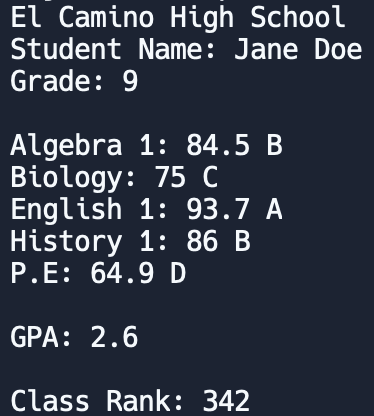 El Camino High School
Student Name: Jane Doe
Grade: 9
Algebra 1: 84.5 B
Biology: 75 C
English 1: 93.7 A
History 1: 86 B
P.E: 64.9 D
GPA: 2.6
Class Rank: 342